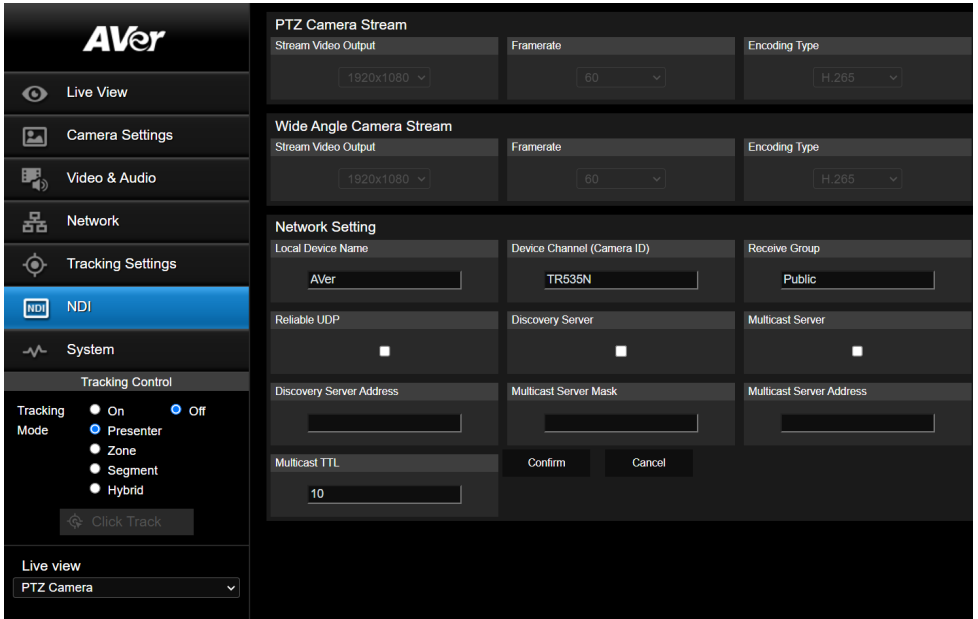 AVer
Live View
Camera Settings
Video & Audio
Network
Tracking Settings
NDI NDI
System
Tracking Control
Tracking On Off
Mode Presenter
Zone
Segment
Hybrid
Click Track
Live view
PTZ Camera
PTZ Camera Stream
Stream Video Output Framerate Encoding Type
1920x1080 60 H.265
Wide Angle Camera Stream
Stream Video Output Framerate Encoding Type
1920x1080 60 H.265
Network Setting
Local Device Name Device Channel (Camera ID) Receive Group
AVer TR535N Public
Reliable UDP Discovery Server Multicast Server
Discovery Server Address Multicast Server Mask Multicast Server Address
Multicast TTL Confirm Cancel
10